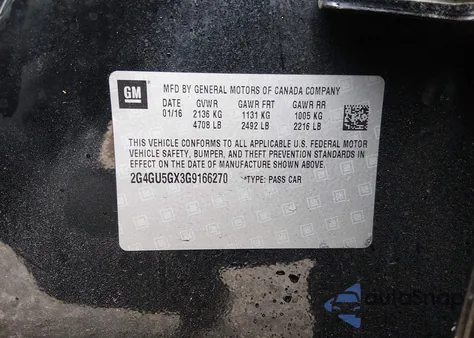 GM
MFD BY GENERAL MOTORS OF CANADA COMPANY
DATE GVWR GAWR FRT GAWR RR
01/16 2136 KG 1131 KG 1005 KG
4708 LB 2492 LB 2216 LB
THIS VEHICLE CONFORMS TO ALL APPLICABLE U.S. FEDERAL MOTOR
VEHICLE SAFETY, BUMPER, AND THEFT PREVENTION STANDARDS IN
EFFECT ON THE DATE OF MANUFACTURE SHOWN ABOVE.
2G4GU5GX3G9166270 **TYPE: PASS CAR
autoSnap